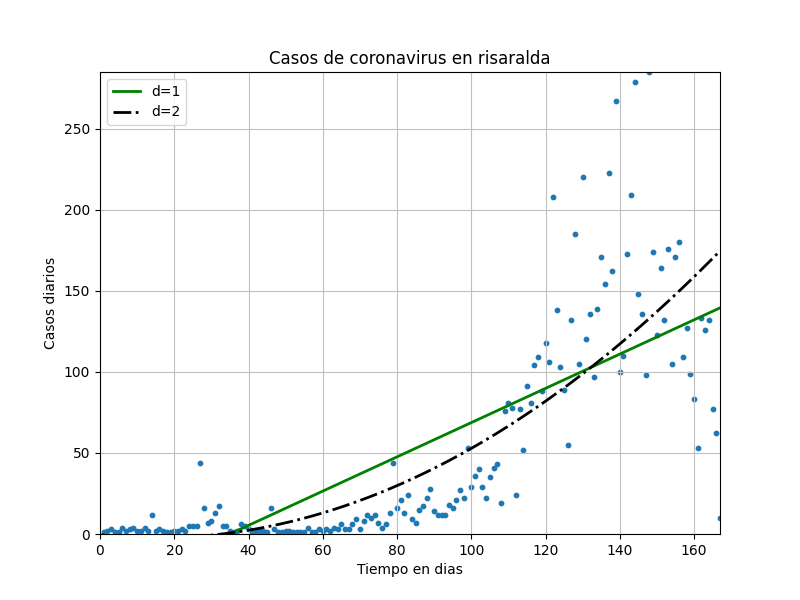 Casos de coronavirus en risaralda
d=1
d=2
Casos diarios
250
200
150
100
50
0
0 20 40 60 80 100 120 140 160
Tiempo en dias